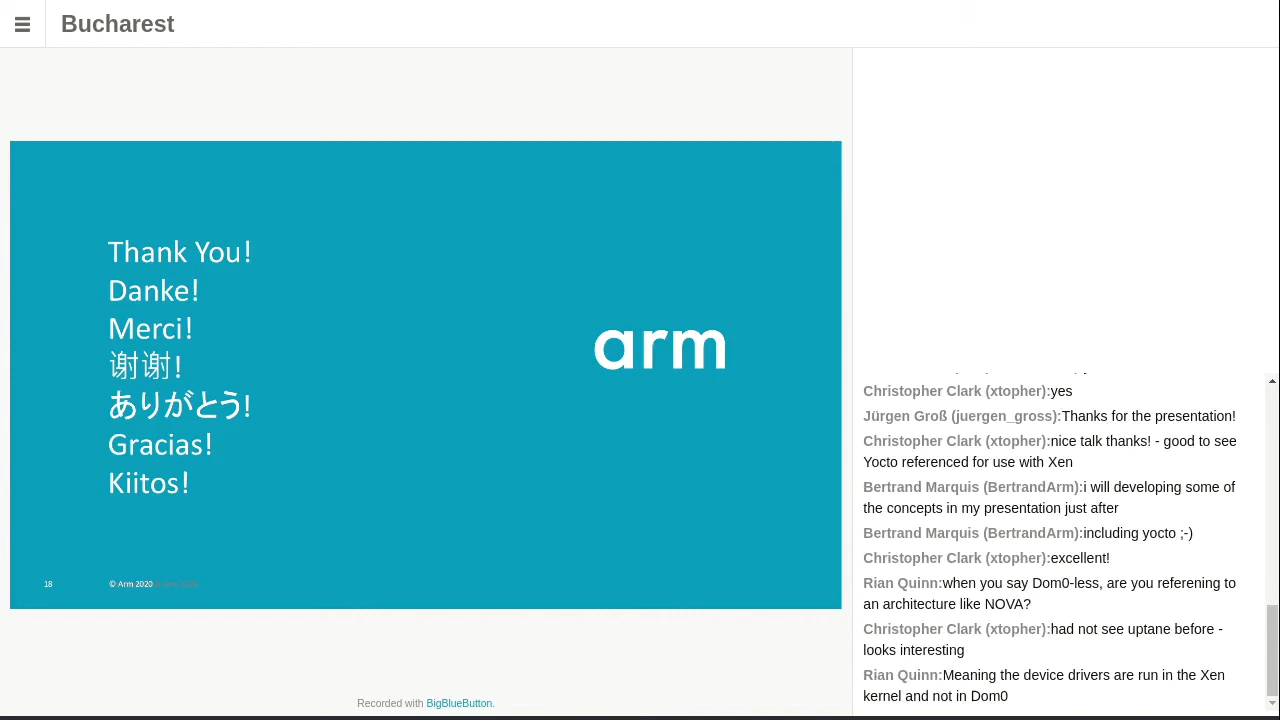 Bucharest
Thank You!
Danke!
Merci!
谢谢!
ありがとう!
Gracias!
Kiitos!
arm
18
© Arm 2020
Recorded with BigBlueButton.
Christopher Clark (xtopher):yes
Jürgen Groß (juergen_gross):Thanks for the presentation!
Christopher Clark (xtopher):nice talk thanks! - good to see
Yocto referenced for use with Xen
Bertrand Marquis (BertrandArm):i will developing some of
the concepts in my presentation just after
Bertrand Marquis (BertrandArm):including yocto ;-)
Christopher Clark (xtopher):excellent!
Rian Quinn:when you say Dom0-less, are you referening to
an architecture like NOVA?
Christopher Clark (xtopher):had not see uptane before -
looks interesting
Rian Quinn:Meaning the device drivers are run in the Xen
kernel and not in Dom0